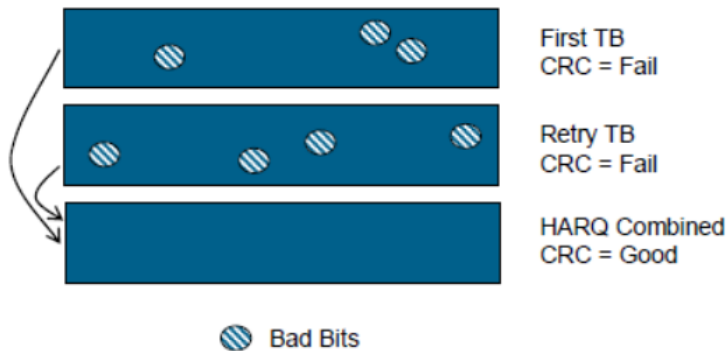 First TB
CRC = Fail
Retry TB
CRC = Fail
HARQ Combined
CRC = Good
Bad Bits